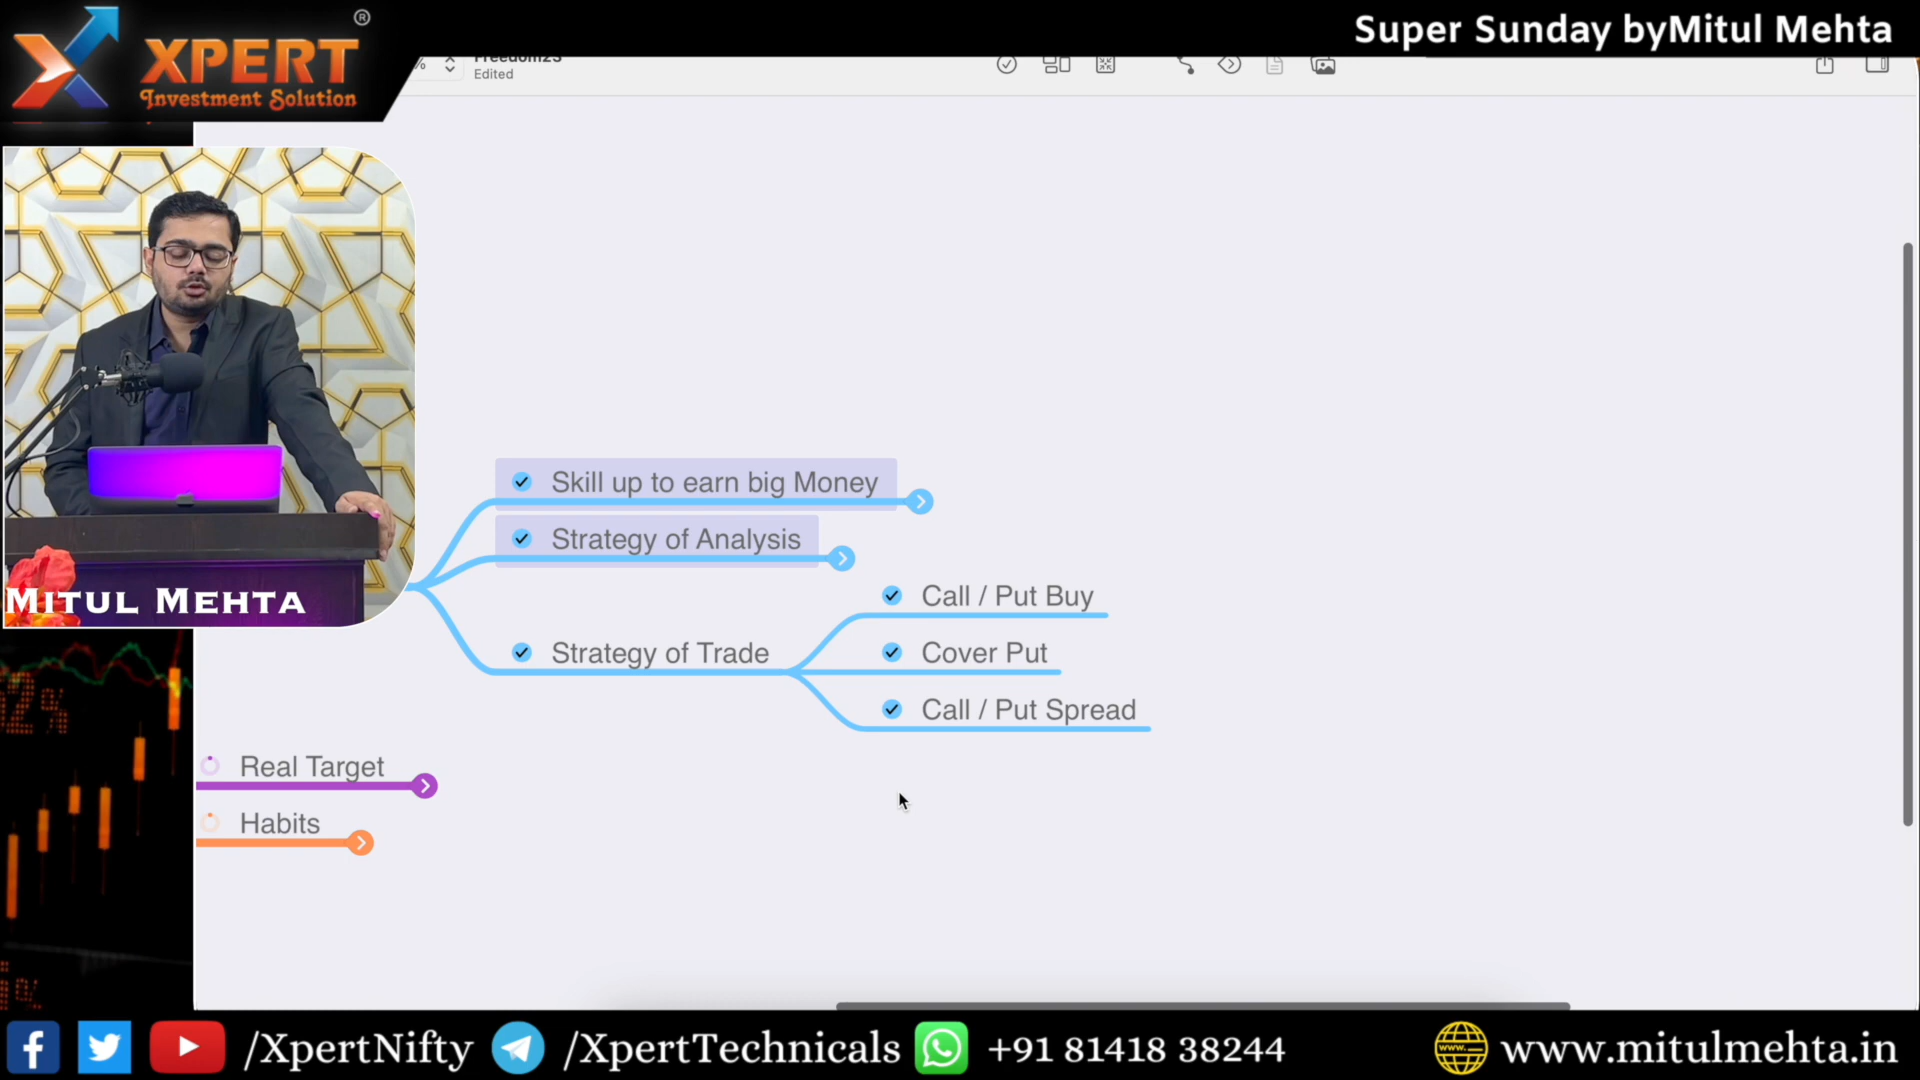 XPERT
Investment Solution
®
Super Sunday byMitul Mehta
Freedom23
Edited
Skill up to earn big Money
Strategy of Analysis
Strategy of Trade
Call / Put Buy
Cover Put
Call / Put Spread
MITUL MEHTA
Real Target
Habits
/XpertNifty
/XpertTechnicals
+91 81418 38244
www.mitulmehta.in